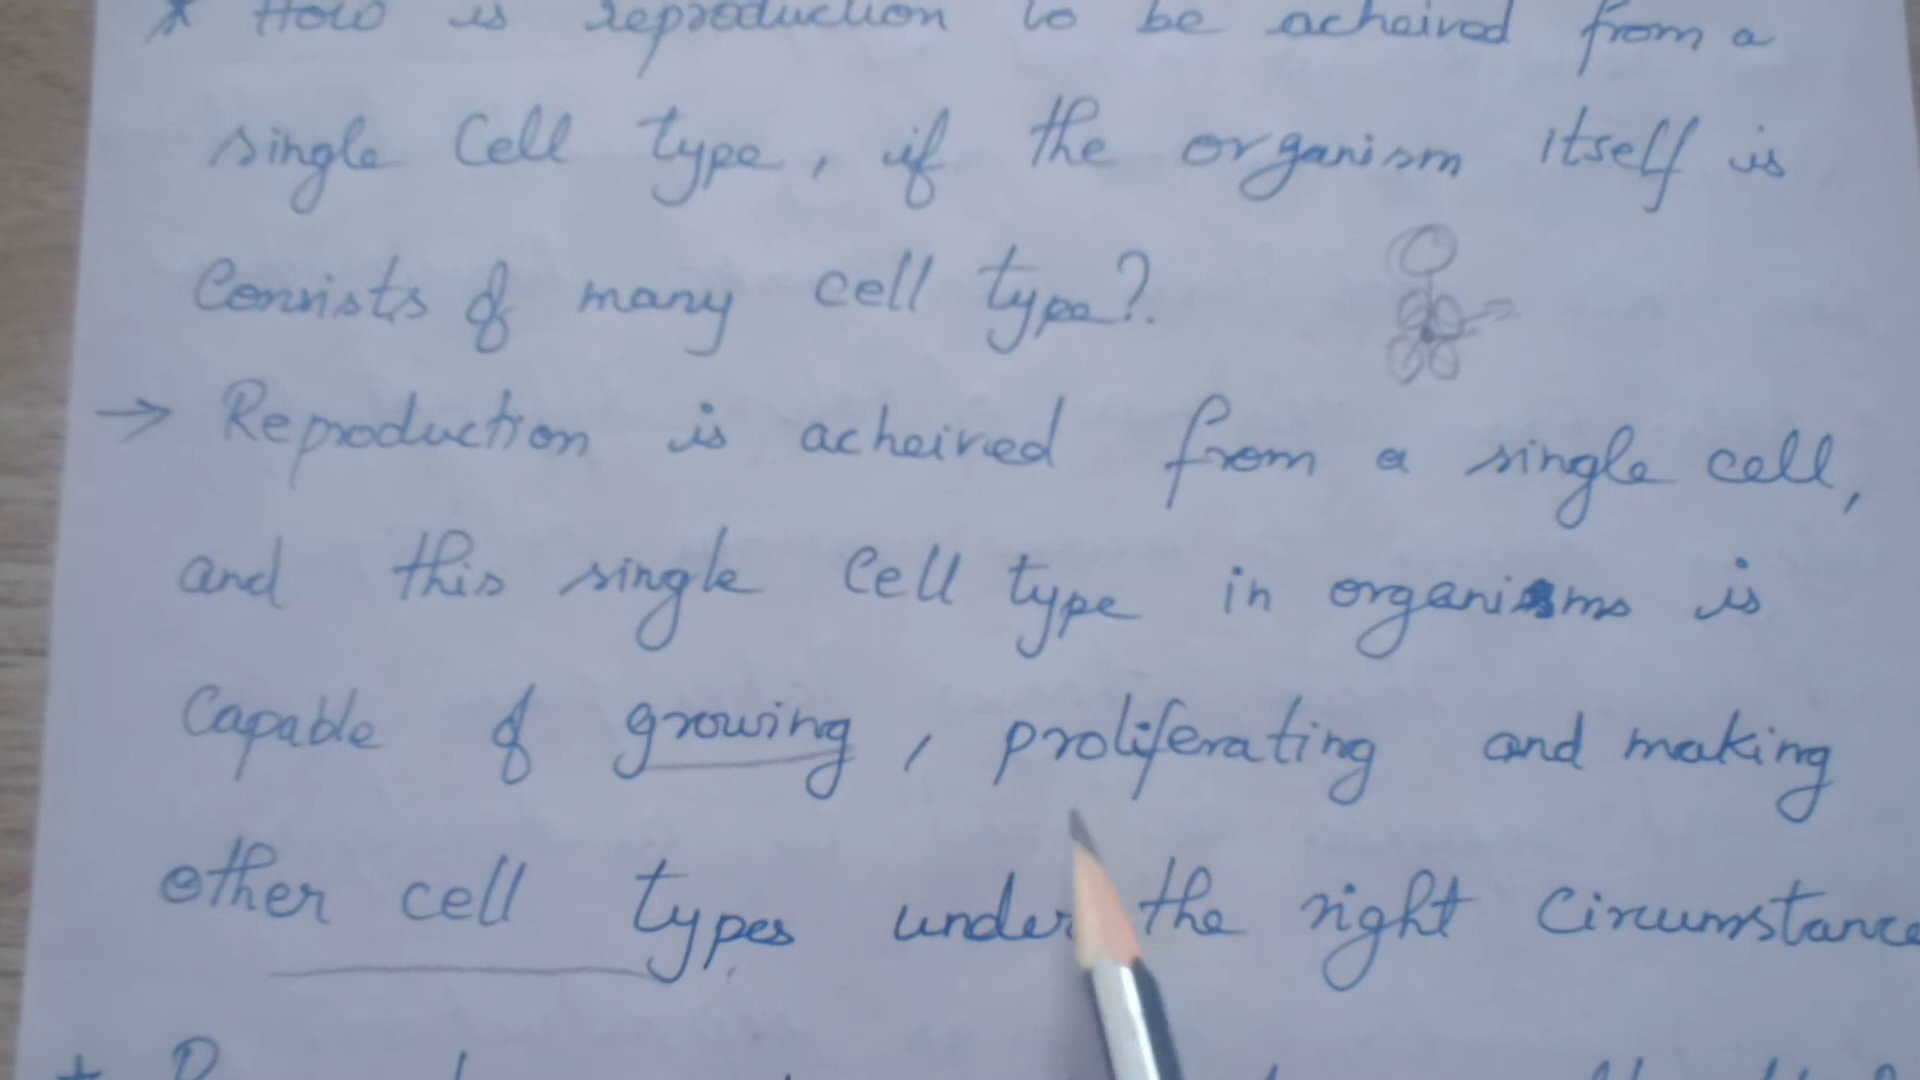 * How is reproduction to be acheived from a
single cell type, if the organism itself is
consists of many cell type?
→ Reproduction is acheived from a single cell,
and this single cell type in organisms is
capable of growing, proliferating and making
other cell types under the right circumstance